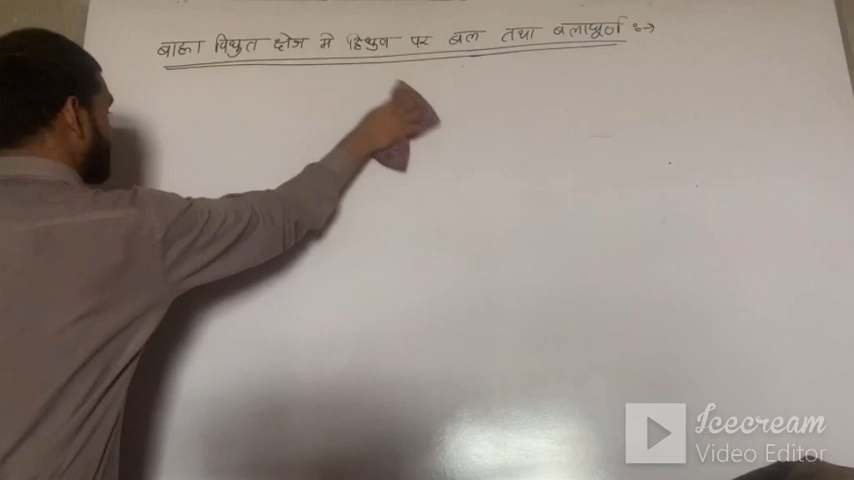 बाह्य विधुत क्षेत्र मे द्विध्रुव पर बल तथा बलाघूर्ण :->
Icecream
Video Editor